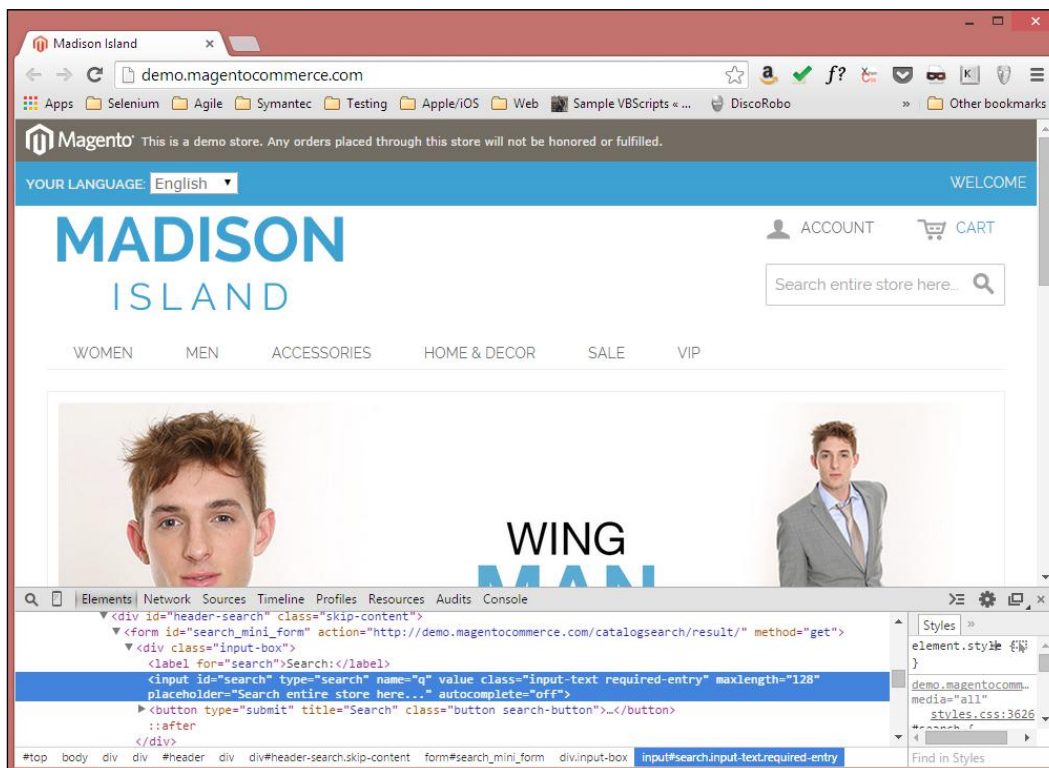 Madison Island
demo.magentocommerce.com
Apps Selenium Agile Symantec Testing Apple/iOS Web Sample VBScripts « ... DiscoRobo » Other bookmarks
Magento This is a demo store. Any orders placed through this store will not be honored or fulfilled.
YOUR LANGUAGE: English WELCOME
MADISON
ISLAND
ACCOUNT CART
Search entire store here...
WOMEN MEN ACCESSORIES HOME & DECOR SALE VIP
WING
MAN
Elements Network Sources Timeline Profiles Resources Audits Console
<div id="header-search" class="skip-content">
<form id="search_mini_form" action="http://demo.magentocommerce.com/catalogsearch/result/" method="get">
<div class="input-box">
<label for="search">Search:</label>
<input id="search" type="search" name="q" value class="input-text required-entry" maxlength="128"
placeholder="Search entire store here..." autocomplete="off">
<button type="submit" title="Search" class="button search-button">…</button>
::after
</div>
Styles »
element.style {
}
demo.magentocomm…
media="all"
styles.css:3626
#search {
#top body div div #header div div#header-search.skip-content form#search_mini_form div.input-box input#search.input-text.required-entry
Find in Styles